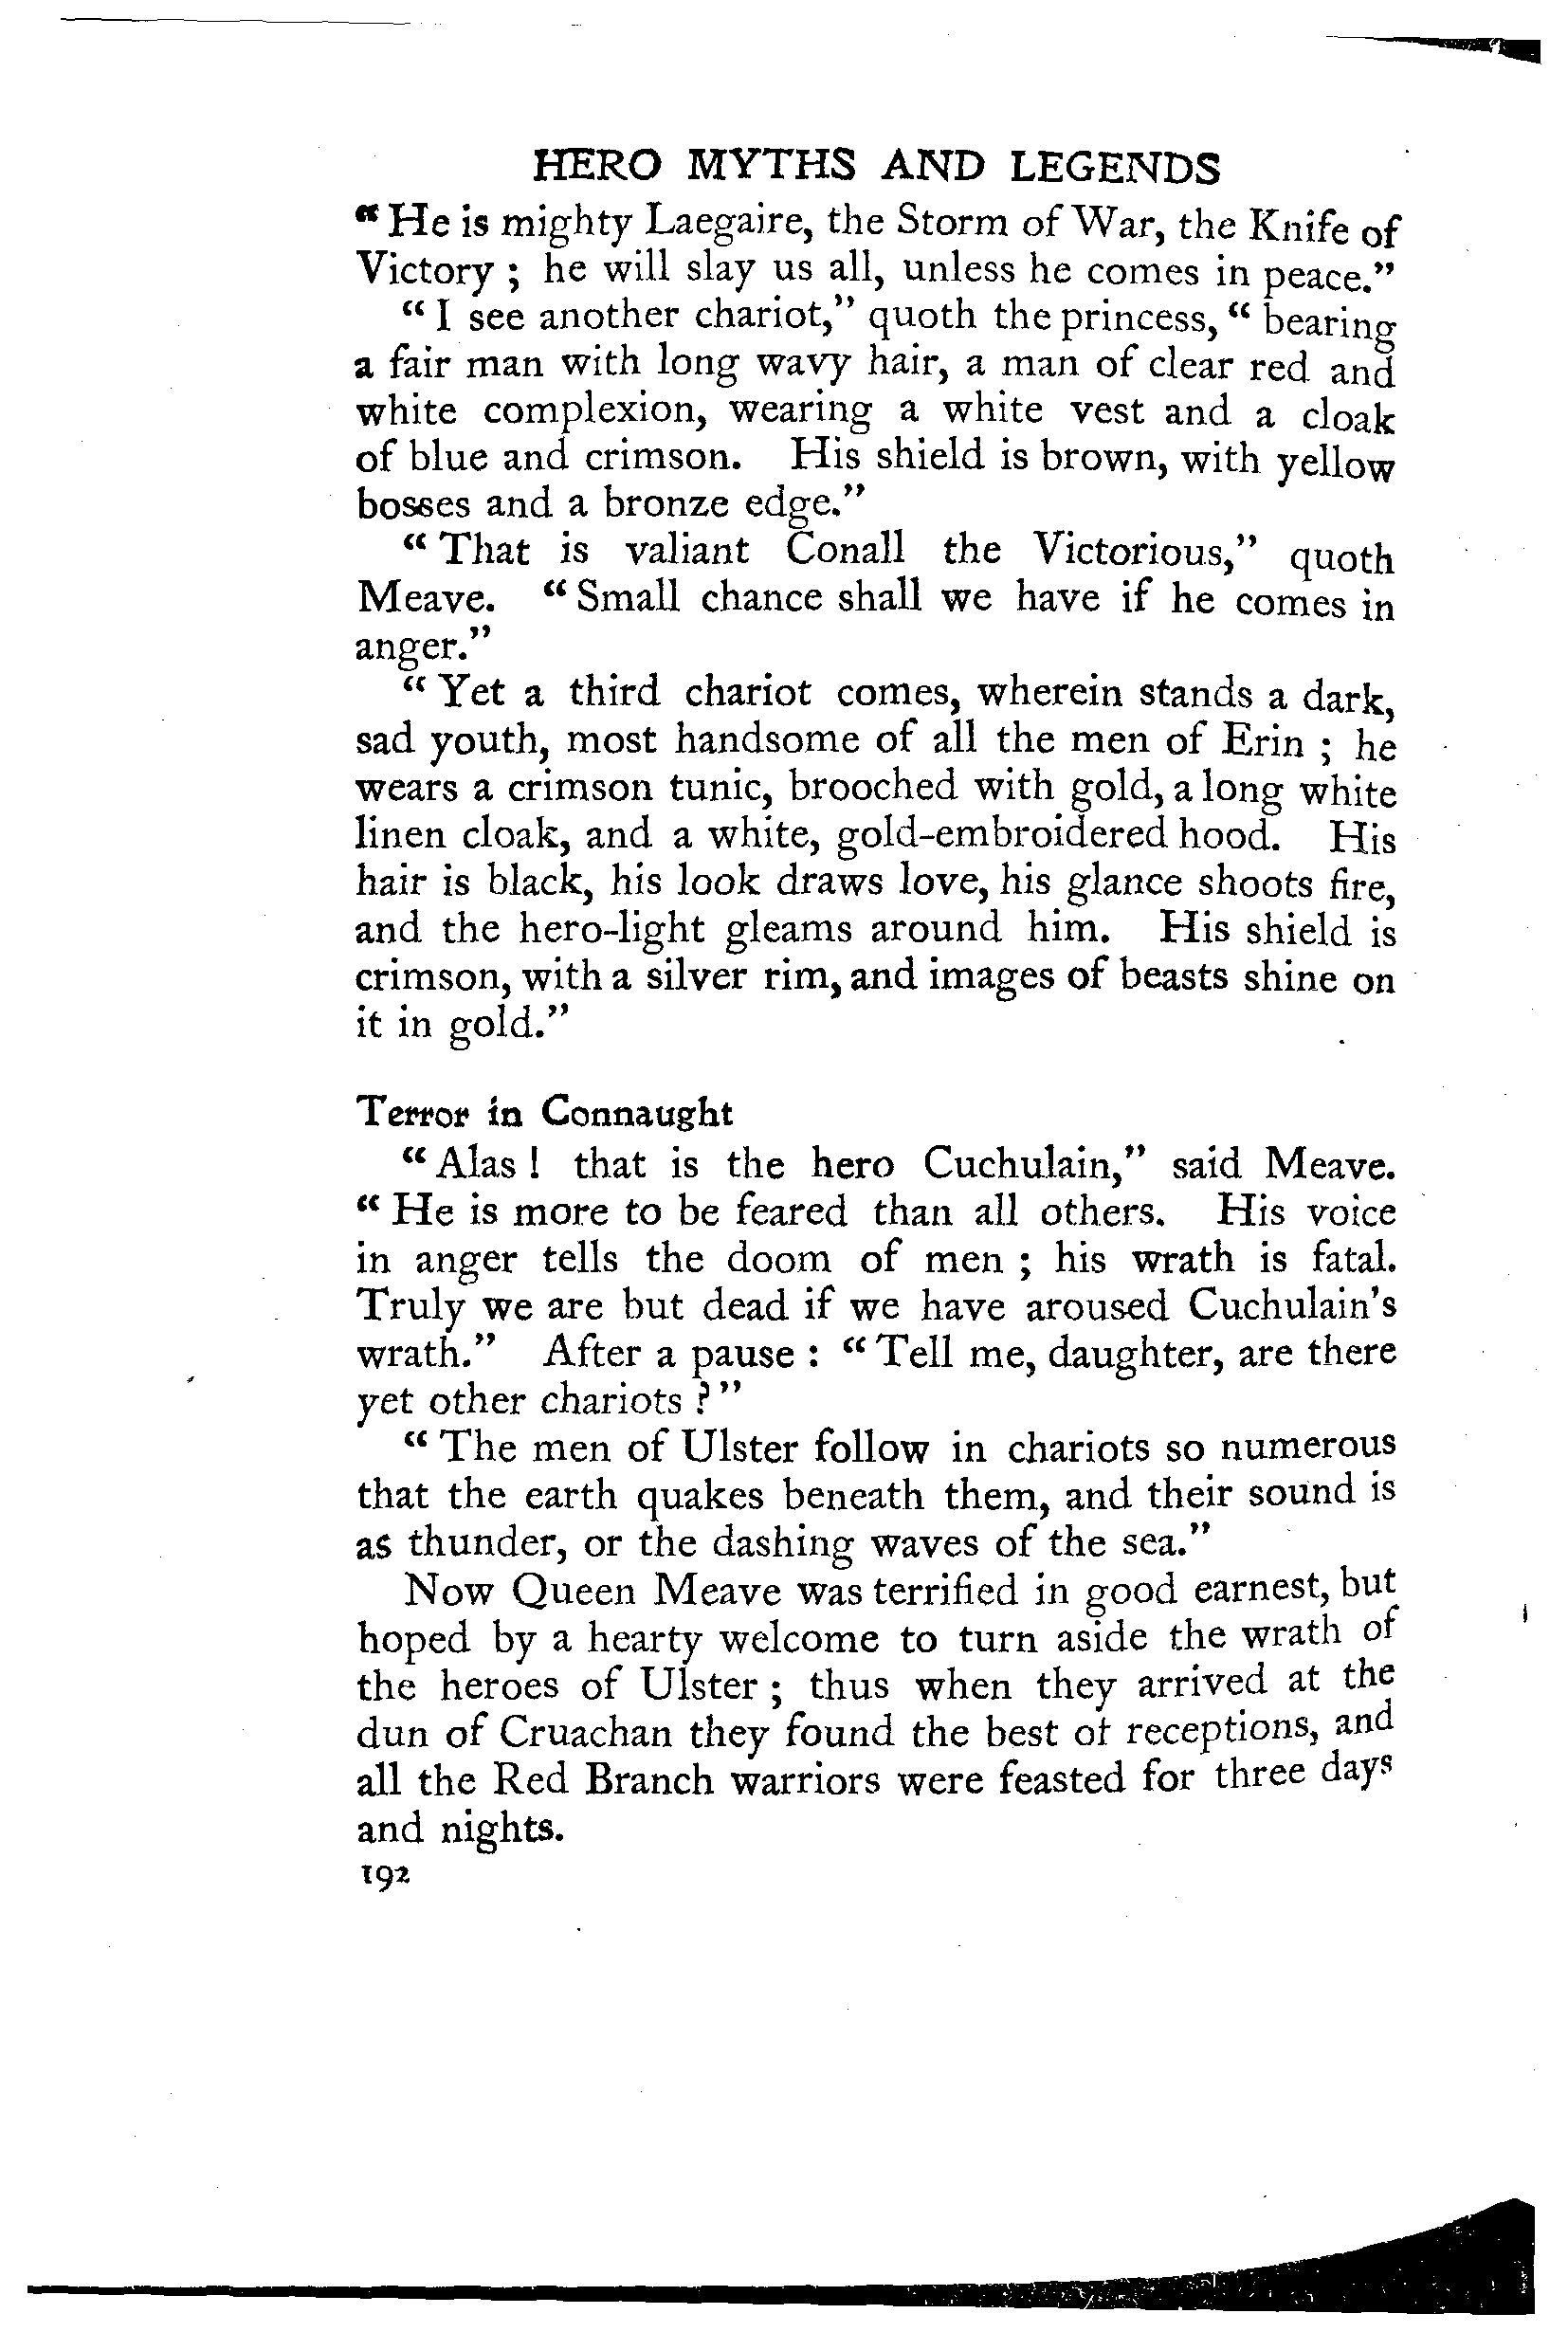 HERO MYTHS AND LEGENDS
“ He is mighty Laegaire, the Storm of War, the Knife of
Victory ; he will slay us all, unless he comes in peace.”
“ I see another chariot,” quoth the princess, “ bearing
a fair man with long wavy hair, a man of clear red and
white complexion, wearing a white vest and a cloak
of blue and crimson. His shield is brown, with yellow
bosses and a bronze edge.”
“ That is valiant Conall the Victorious,” quoth
Meave. “ Small chance shall we have if he comes in
anger.”
“ Yet a third chariot comes, wherein stands a dark,
sad youth, most handsome of all the men of Erin ; he
wears a crimson tunic, brooched with gold, a long white
linen cloak, and a white, gold-embroidered hood. His
hair is black, his look draws love, his glance shoots fire,
and the hero-light gleams around him. His shield is
crimson, with a silver rim, and images of beasts shine on
it in gold.”
Terror in Connaught
“ Alas ! that is the hero Cuchulain,” said Meave.
“ He is more to be feared than all others. His voice
in anger tells the doom of men ; his wrath is fatal.
Truly we are but dead if we have aroused Cuchulain's
wrath.” After a pause : “ Tell me, daughter, are there
yet other chariots ? ”
“ The men of Ulster follow in chariots so numerous
that the earth quakes beneath them, and their sound is
as thunder, or the dashing waves of the sea.”
Now Queen Meave was terrified in good earnest, but
hoped by a hearty welcome to turn aside the wrath of
the heroes of Ulster ; thus when they arrived at the
dun of Cruachan they found the best of receptions, and
all the Red Branch warriors were feasted for three days
and nights.
192